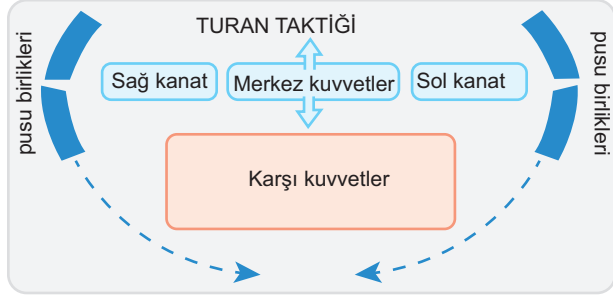 TURAN TAKTİĞİ
pusu birlikleri
Sağ kanat
Merkez kuvvetler
Sol kanat
pusu birlikleri
Karşı kuvvetler